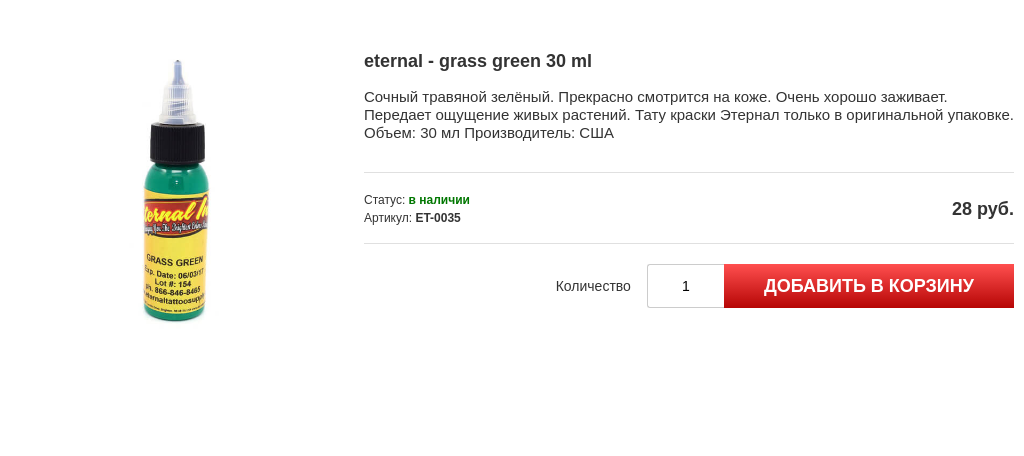 eternal - grass green 30 ml
Сочный травяной зелёный. Прекрасно смотрится на коже. Очень хорошо заживает.
Передает ощущение живых растений. Тату краски Этернал только в оригинальной упаковке.
Объем: 30 мл Производитель: США
Статус: в наличии
Артикул: ET-0035
28 руб.
Количество
1
ДОБАВИТЬ В КОРЗИНУ
GRASS GREEN
Exp. Date: 06/03/17
Lot #: 154
ph. 866-846-8465
eternaltattoosupply